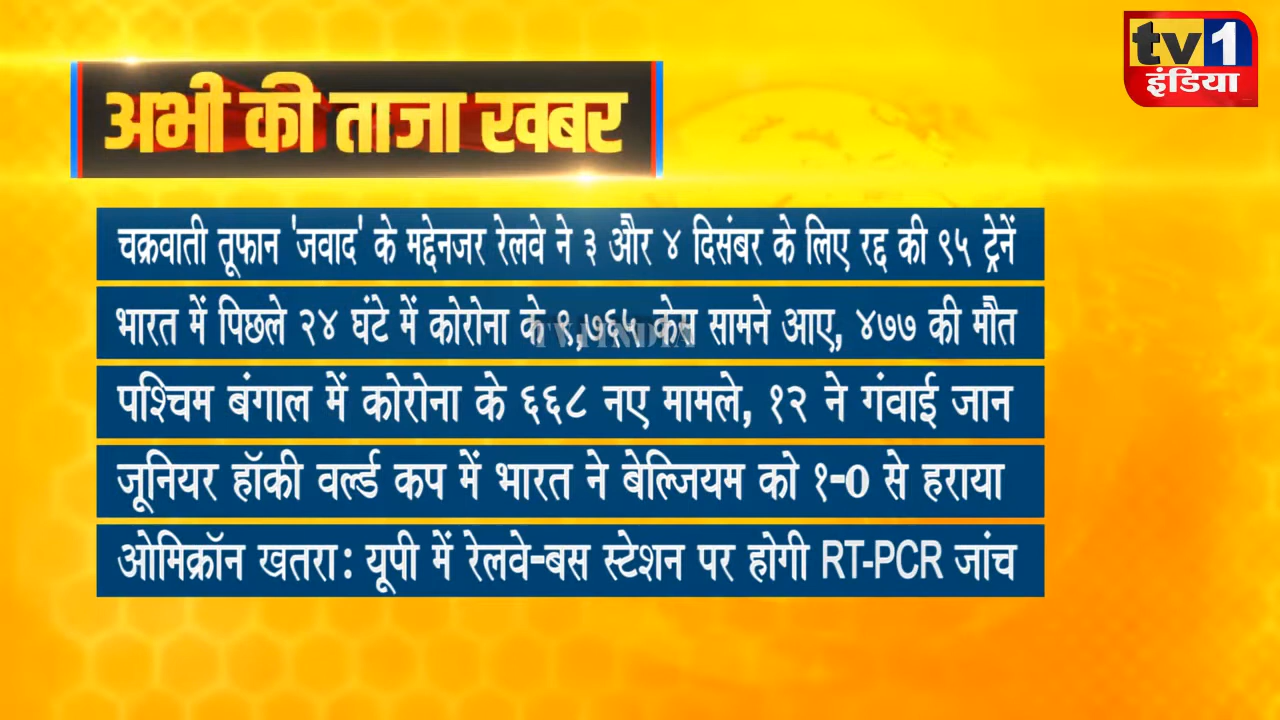 tv1
इंडिया
अभी की ताजा खबर
चक्रवाती तूफान 'जवाद' के मद्देनजर रेलवे ने ३ और ४ दिसंबर के लिए रद्द की ९५ ट्रेनें
भारत में पिछले २४ घंटे में कोरोना के ९,७६५ केस सामने आए, ४७७ की मौत
TV1 INDIA
पश्चिम बंगाल में कोरोना के ६६८ नए मामले, १२ ने गंवाई जान
जूनियर हॉकी वर्ल्ड कप में भारत ने बेल्जियम को १-0 से हराया
ओमिक्रॉन खतरा: यूपी में रेलवे-बस स्टेशन पर होगी RT-PCR जांच